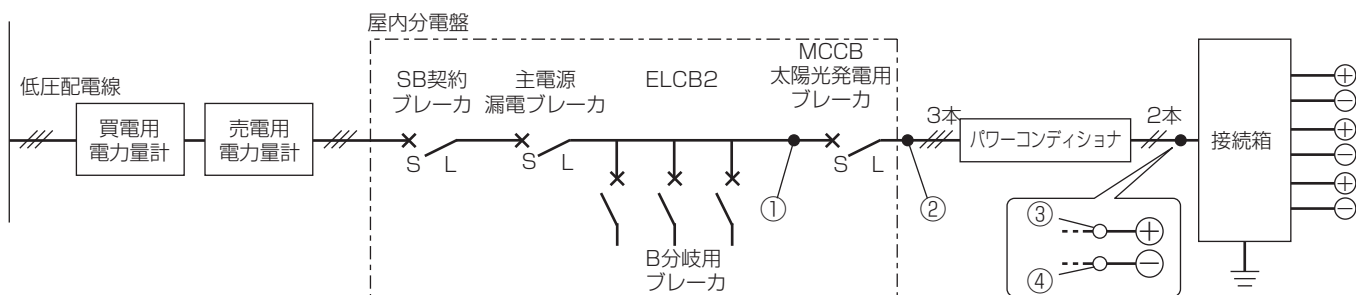 屋内分電盤
低圧配電線
買電用
電力量計
売電用
電力量計
SB契約
ブレーカ
S L
主電源
漏電ブレーカ
S L
ELCB2
B分岐用
ブレーカ
①
MCCB
太陽光発電用
ブレーカ
S L
②
3本
パワーコンディショナ
2本
③
+
④
−
接続箱
+
−
+
−
+
−